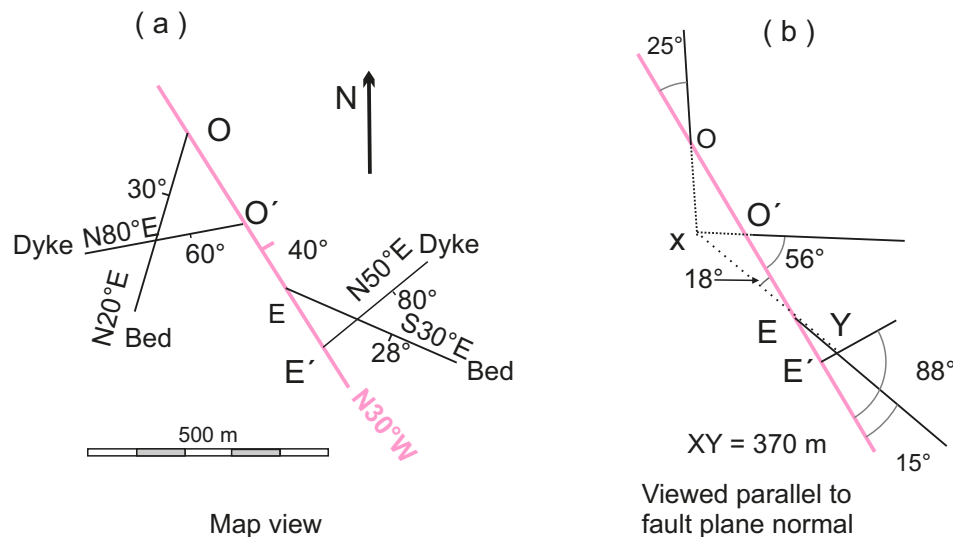 ( a )
N
O
30°
O´
N80°E
Dyke
60°
40°
N20°E
Bed
E
N50°E
Dyke
80°
S30°E
28°
Bed
E´
N30°W
500 m
Map view
( b )
25°
O
O´
x
56°
18°
E
Y
E´
88°
XY = 370 m
15°
Viewed parallel to
fault plane normal